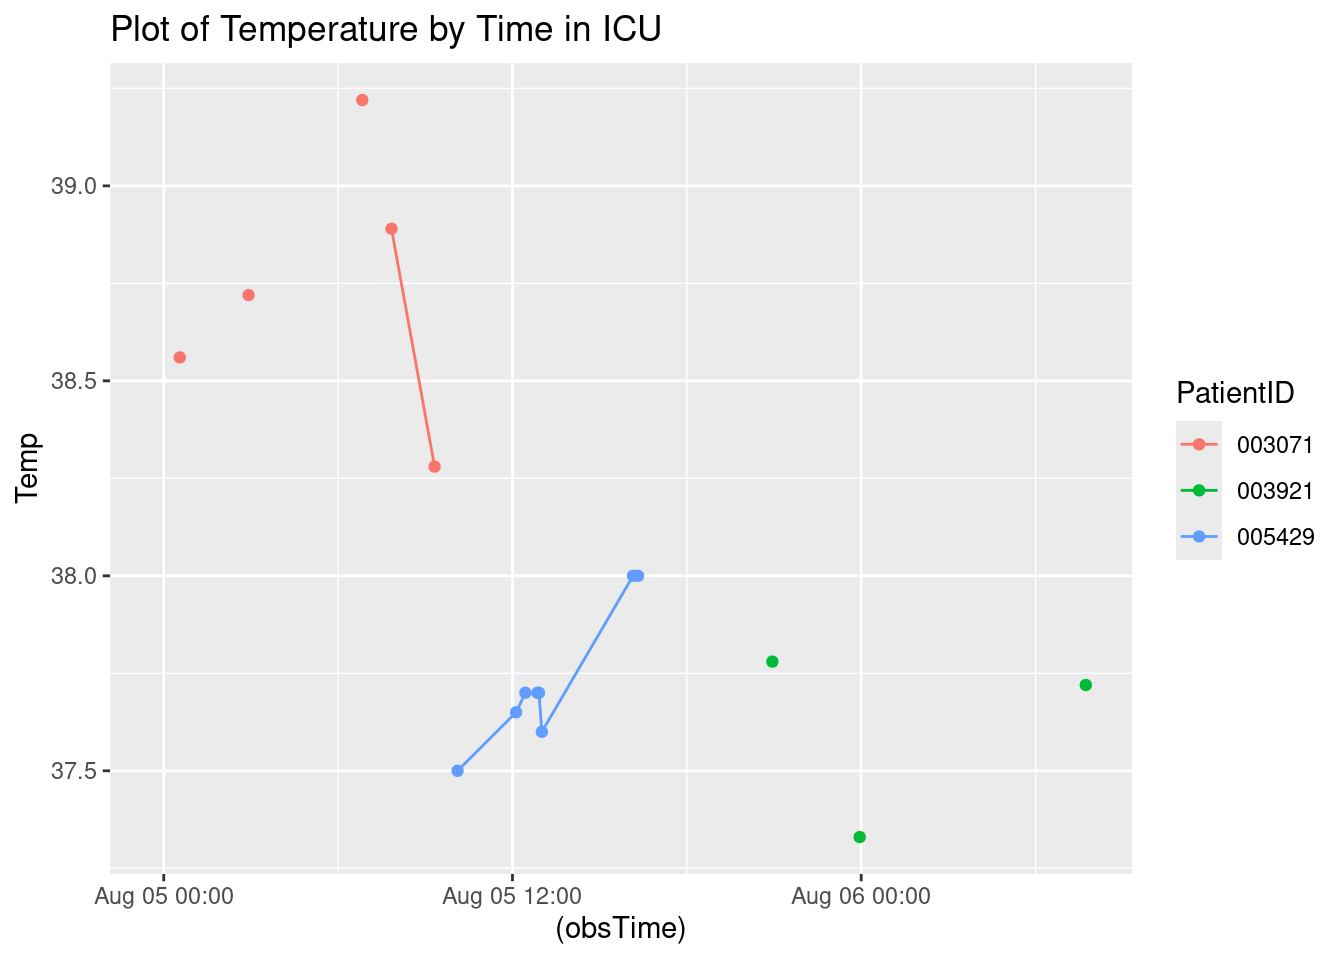 Plot of Temperature by Time in ICU
39.0
38.5
38.0
37.5
Temp
Aug 05 00:00
Aug 05 12:00
Aug 06 00:00
(obsTime)
PatientID
003071
003921
005429